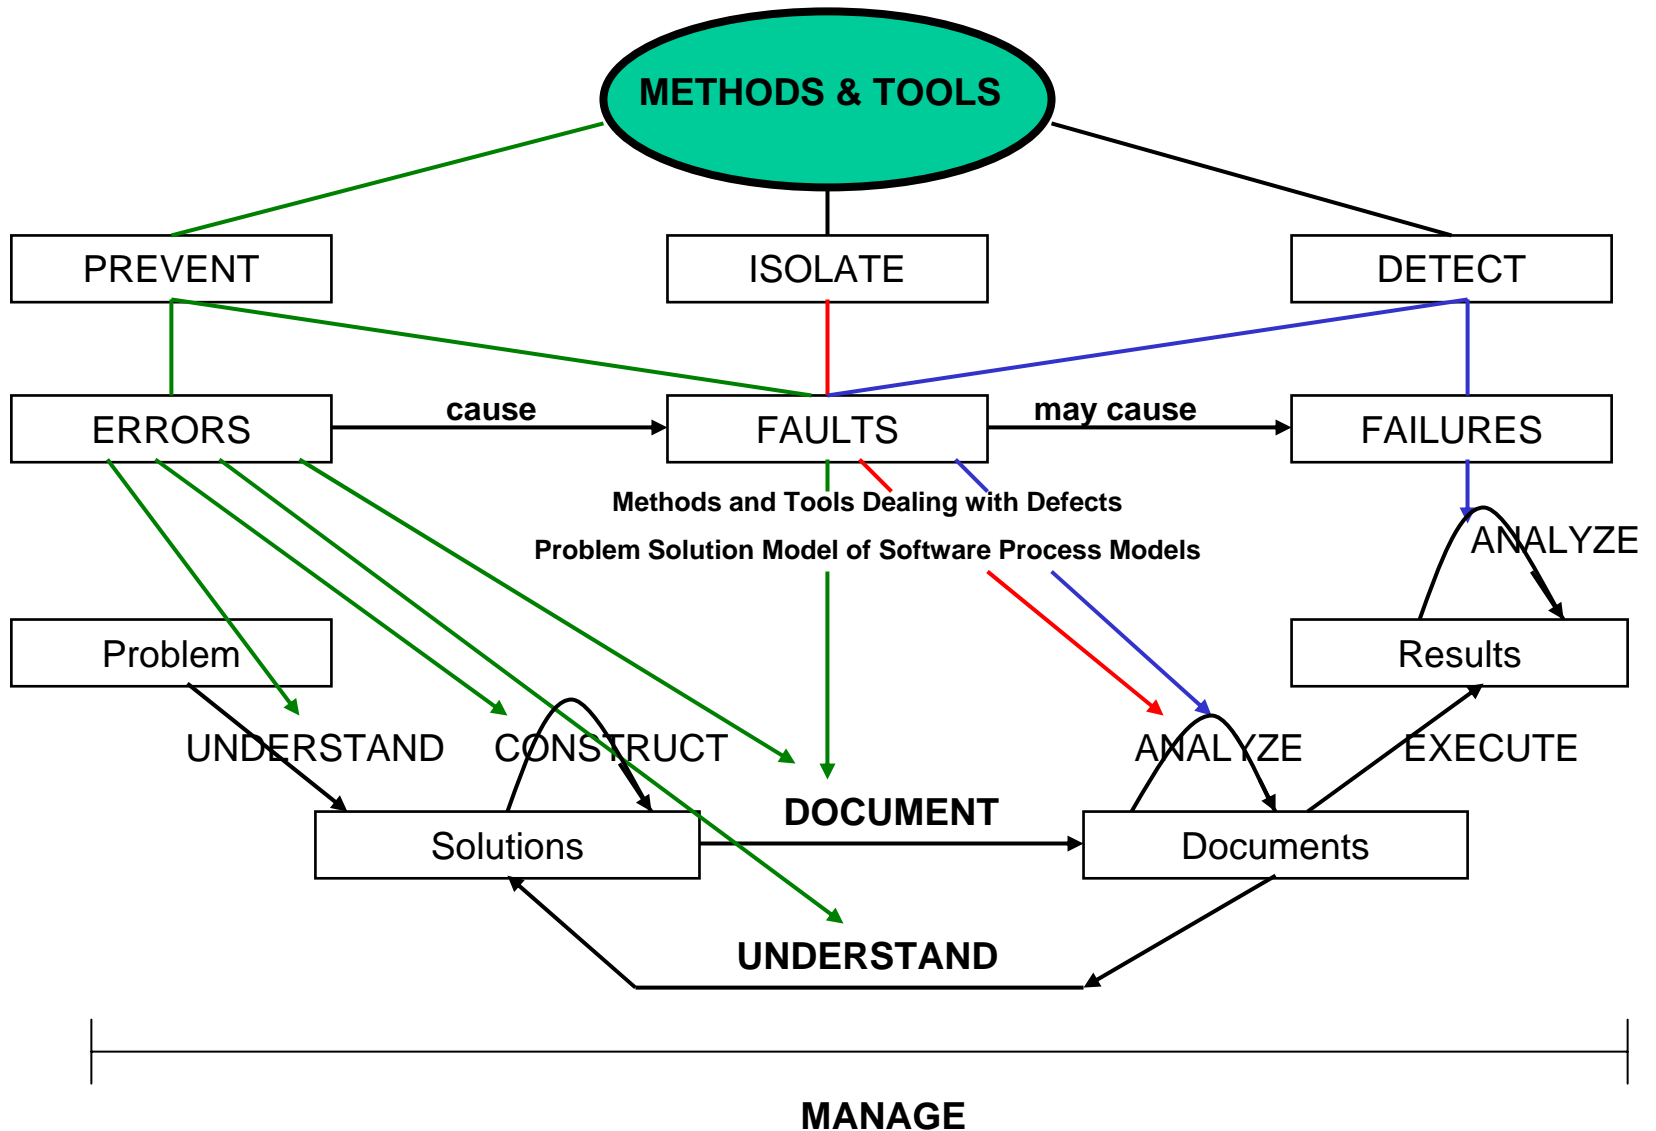 METHODS & TOOLS
PREVENT
ISOLATE
DETECT
ERRORS
cause
FAULTS
may cause
FAILURES
Methods and Tools Dealing with Defects
Problem Solution Model of Software Process Models
ANALYZE
Problem
Results
UNDERSTAND
CONSTRUCT
ANALYZE
EXECUTE
DOCUMENT
Solutions
Documents
UNDERSTAND
MANAGE